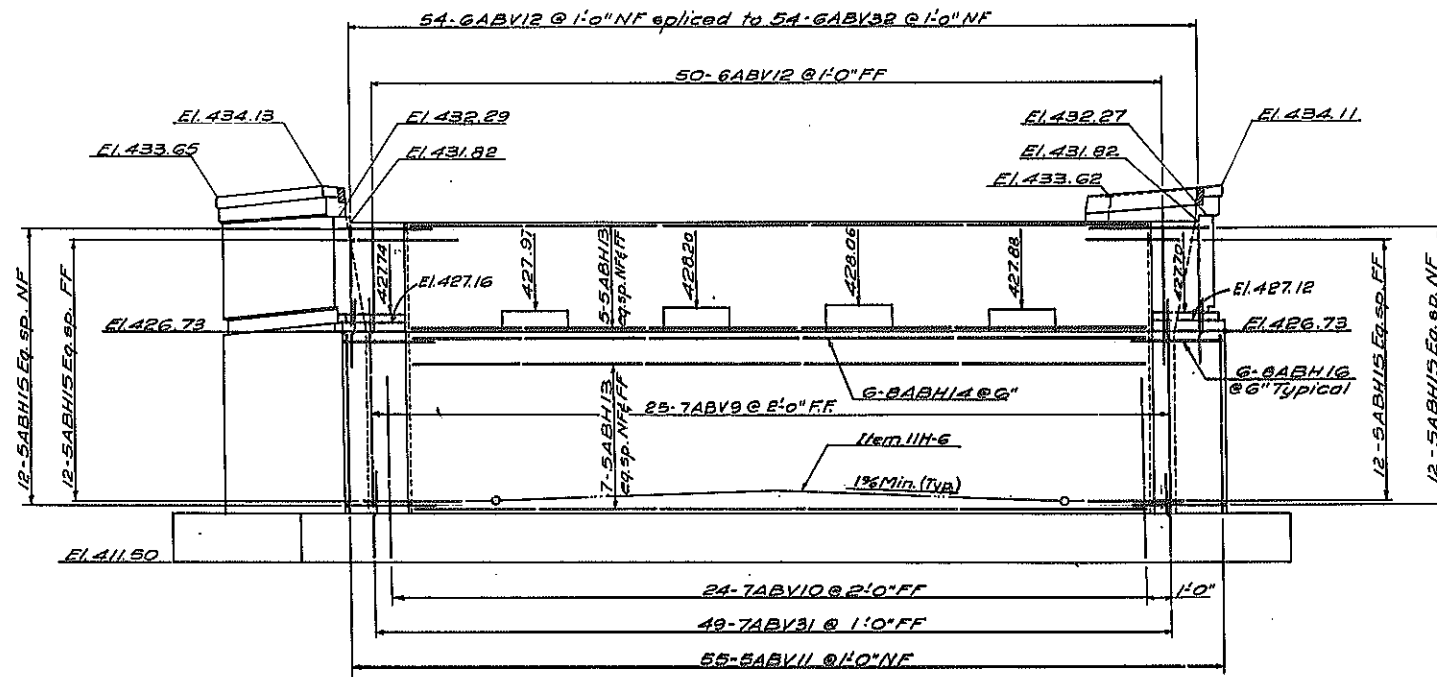 54-6ABV12 @ 1'-0" NF spliced to 54-6ABV32 @ 1'-0" NF
50-6ABV12 @ 1'-0" FF
El. 434.13
El. 432.29
El. 432.27
El. 434.11
El. 433.65
El. 431.82
El. 431.82
El. 433.62
12-5ABH15 Eq. sp. NF
12-5ABH15 Eq. sp. FF
427.74
El. 427.16
427.97
5-5ABH13
eq. sp. NF & FF
428.20
428.06
427.88
427.70
El. 427.12
12-5ABH15 Eq. sp. FF
12-5ABH15 Eq. sp. NF
El. 426.73
El. 426.73
6-8ABH14 @ 6"
6-8ABH16
@ 6" Typical
25-7ABV9 @ 2'-0" F.F.
7-5ABH13
eq. sp. NF & FF
Item 11H-6
1% Min. (Typ.)
El. 411.50
24-7ABV10 @ 2'-0" FF
1'-0"
49-7ABV31 @ 1'-0" FF
55-5ABV11 @ 1'-0" NF